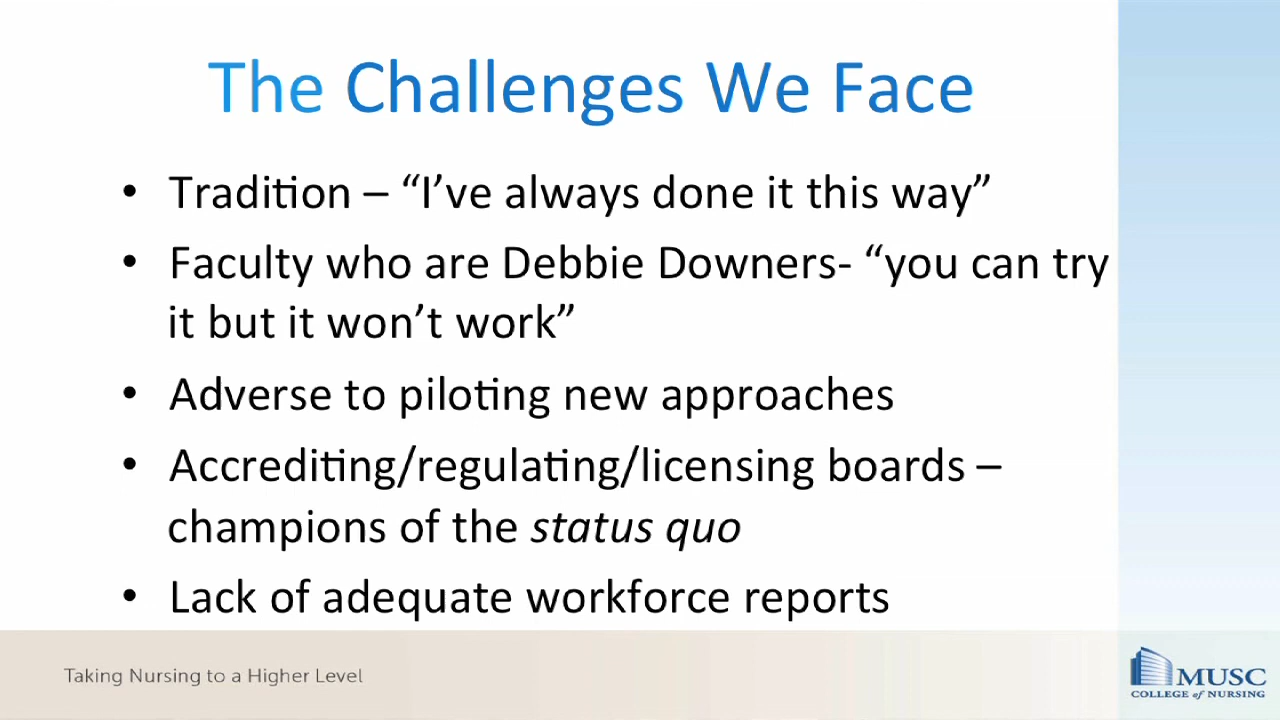 The Challenges We Face
• Tradition – “I’ve always done it this way”
• Faculty who are Debbie Downers- “you can try
it but it won’t work”
• Adverse to piloting new approaches
• Accrediting/regulating/licensing boards –
champions of the status quo
• Lack of adequate workforce reports
Taking Nursing to a Higher Level
MUSC
COLLEGE of NURSING